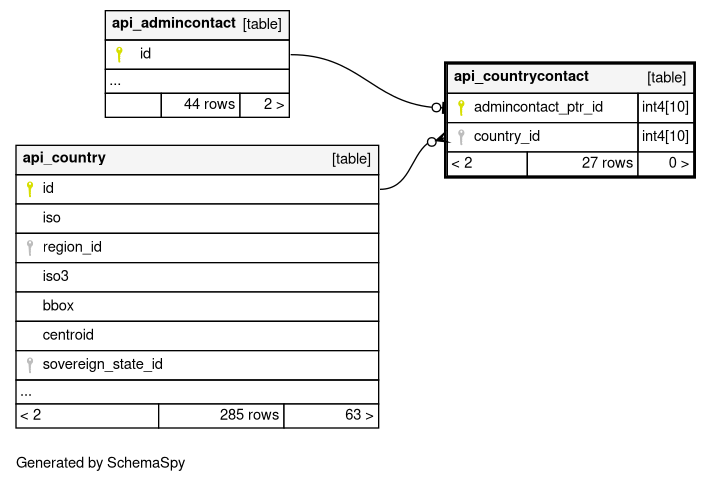 api_admincontact [table]
id
...
44 rows 2 >
api_countrycontact [table]
admincontact_ptr_id int4[10]
country_id int4[10]
< 2 27 rows 0 >
api_country [table]
id
iso
region_id
iso3
bbox
centroid
sovereign_state_id
...
< 2 285 rows 63 >
Generated by SchemaSpy